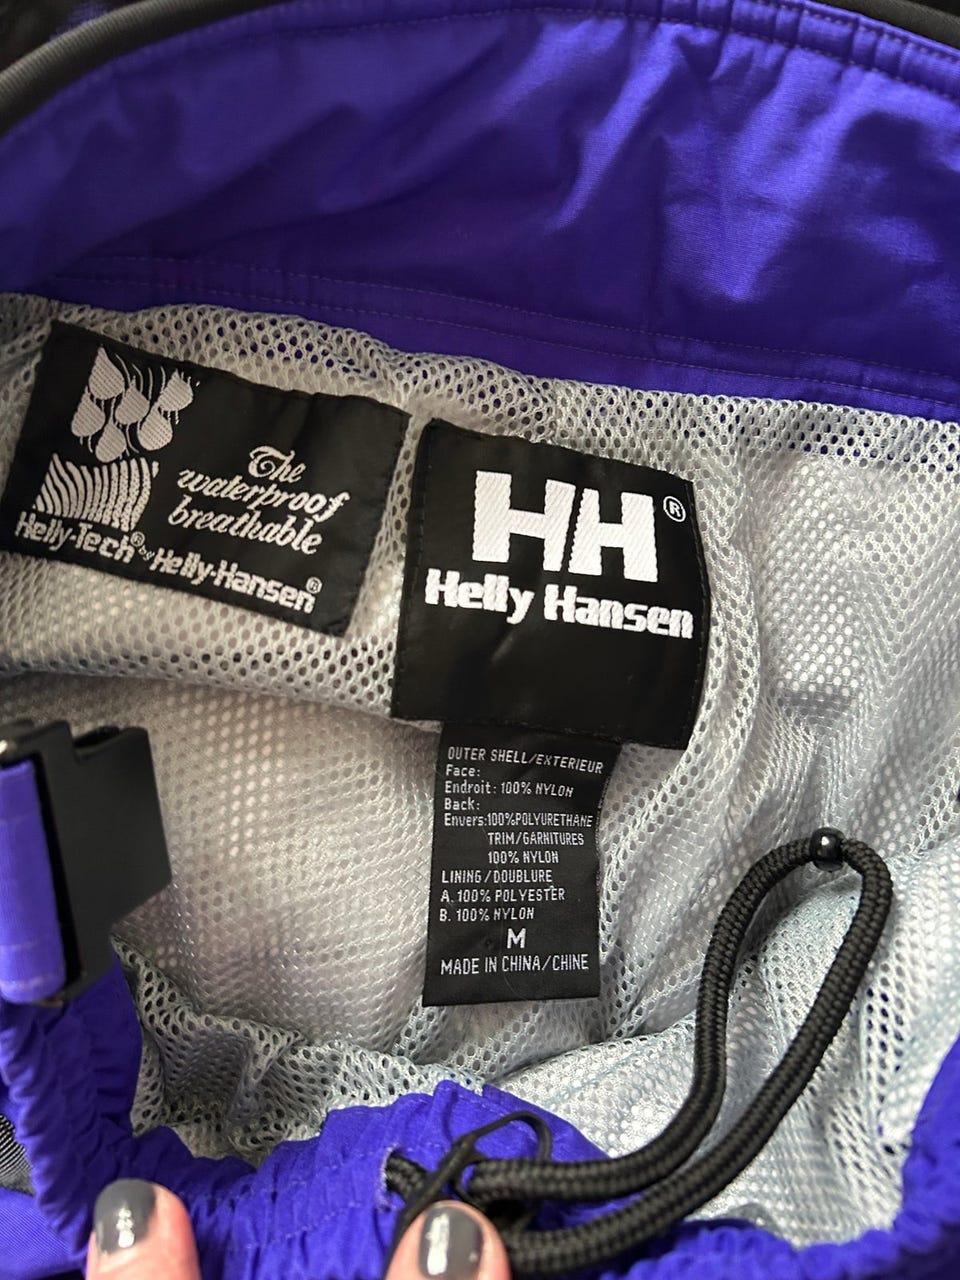 The
waterproof
breathable
Helly-Tech® by Helly-Hansen®
HH®
Helly Hansen
OUTER SHELL/EXTERIEUR
Face:
Endroit: 100% NYLON
Back:
Envers:100%POLYURETHANE
TRIM/GARNITURES
100% NYLON
LINING/DOUBLURE
A. 100% POLYESTER
B. 100% NYLON
M
MADE IN CHINA/CHINE